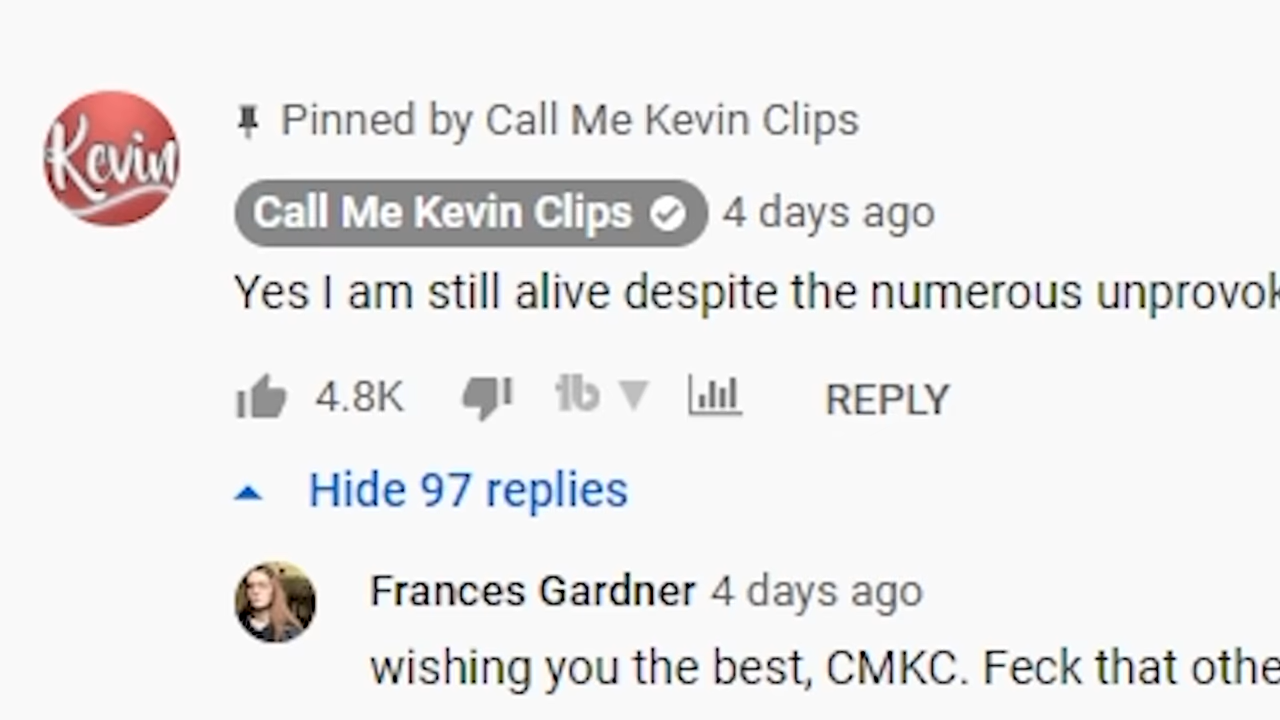 Kevin
Pinned by Call Me Kevin Clips
Call Me Kevin Clips 4 days ago
Yes I am still alive despite the numerous
4.8K tb REPLY
Hide 97 replies
Frances Gardner 4 days ago
wishing you the best, CMKC. Feck that